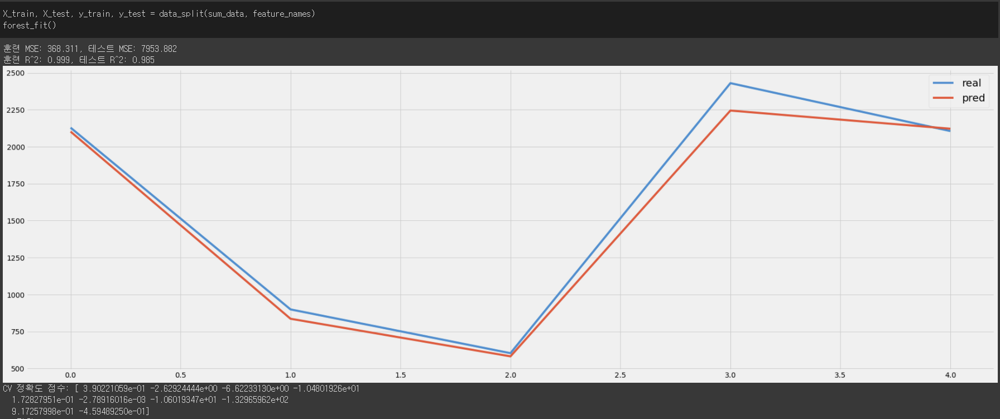 X_train, X_test, y_train, y_test = data_split(sum_data, feature_names)
forest_fit()
훈련 MSE: 368.311, 테스트 MSE: 7953.882
훈련 R^2: 0.999, 테스트 R^2: 0.985
2500
2250
2000
1750
1500
1250
1000
750
500
real
pred
0.0 0.5 1.0 1.5 2.0 2.5 3.0 3.5 4.0
CV 정확도 점수: [ 3.90221059e-01 -2.62924444e+00 -6.62233130e+00 -1.04801926e+01
1.72827951e-01 -2.78916016e-03 -1.06019347e+01 -1.32965962e+02
9.17257998e-01 -4.59489250e-01]